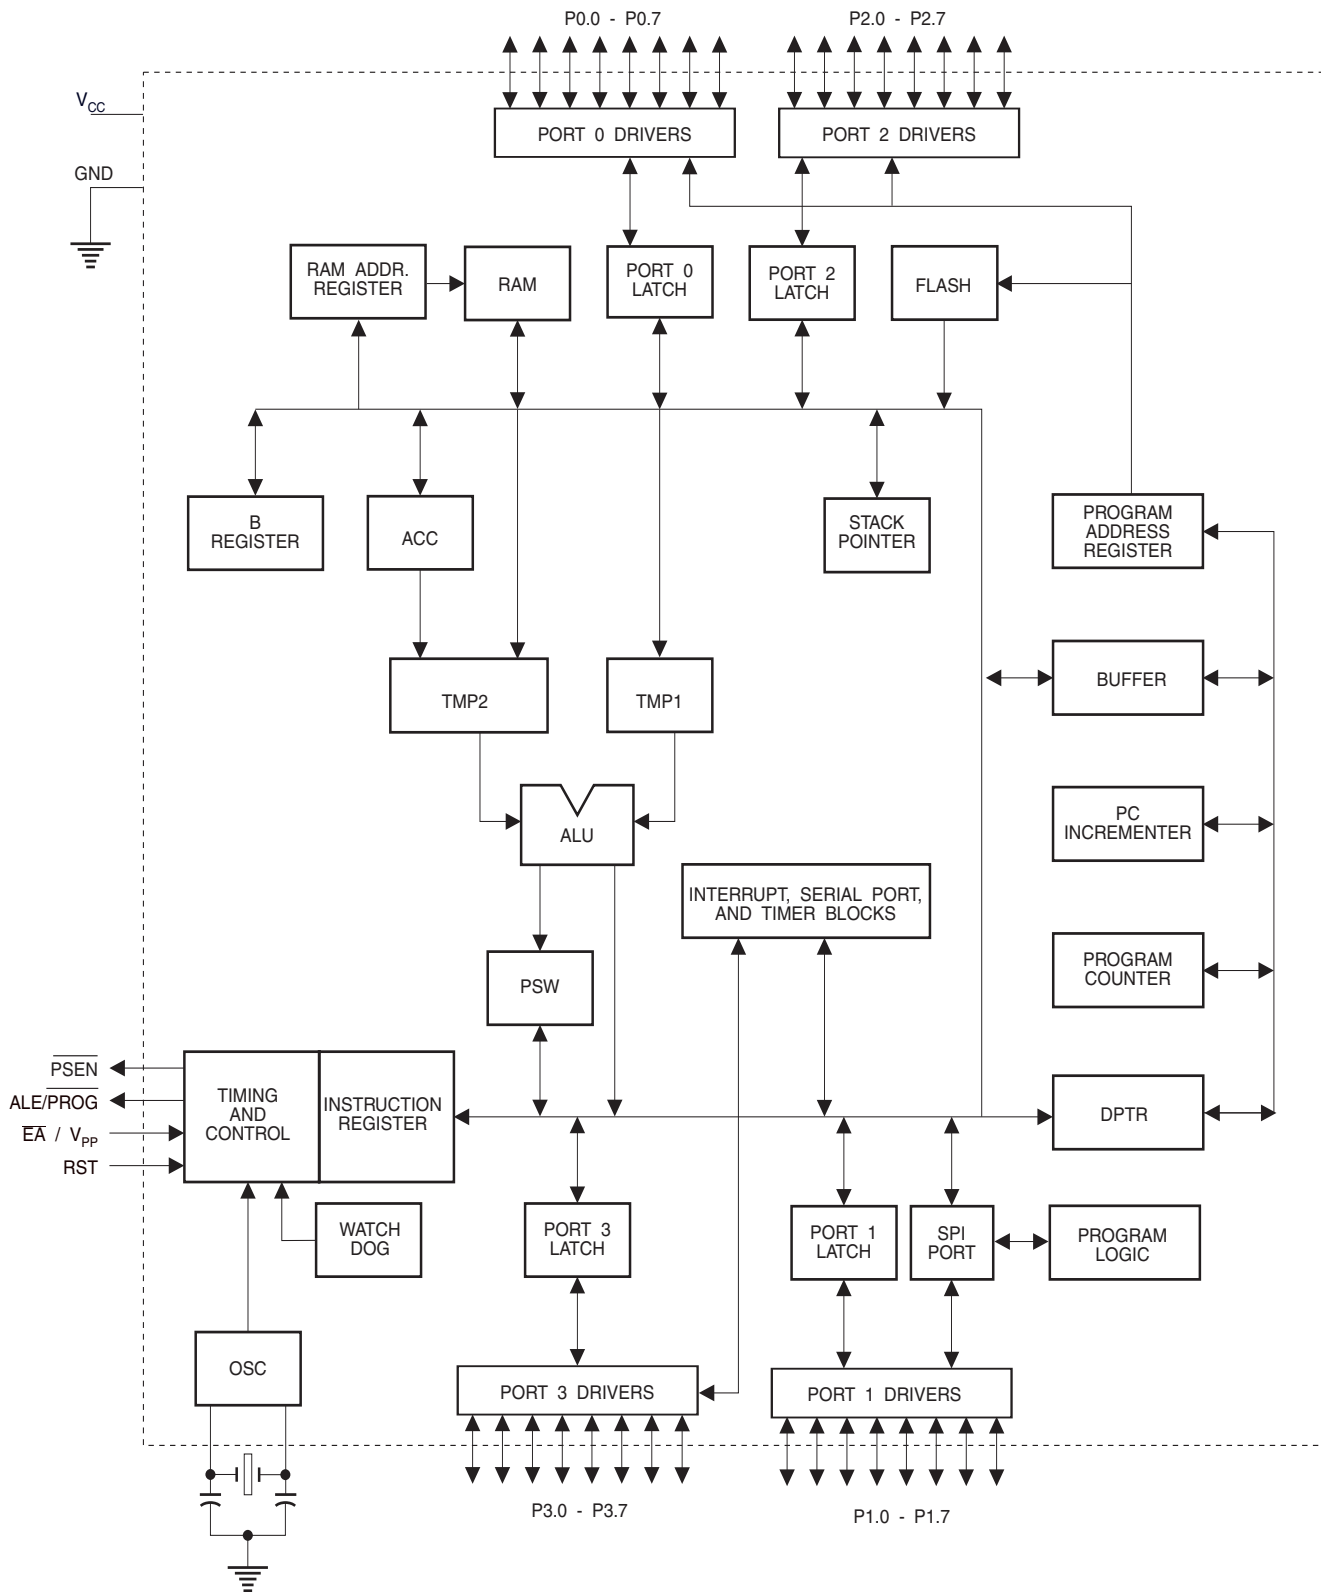 P0.0 - P0.7
P2.0 - P2.7
VCC
PORT 0 DRIVERS
PORT 2 DRIVERS
GND
RAM ADDR.
REGISTER
RAM
PORT 0
LATCH
PORT 2
LATCH
FLASH
B
REGISTER
ACC
STACK
POINTER
PROGRAM
ADDRESS
REGISTER
TMP2
TMP1
BUFFER
ALU
PC
INCREMENTER
INTERRUPT, SERIAL PORT,
AND TIMER BLOCKS
PSW
PROGRAM
COUNTER
PSEN
ALE/PROG
EA / VPP
RST
TIMING
AND
CONTROL
INSTRUCTION
REGISTER
DPTR
WATCH
DOG
PORT 3
LATCH
PORT 1
LATCH
SPI
PORT
PROGRAM
LOGIC
OSC
PORT 3 DRIVERS
PORT 1 DRIVERS
P3.0 - P3.7
P1.0 - P1.7